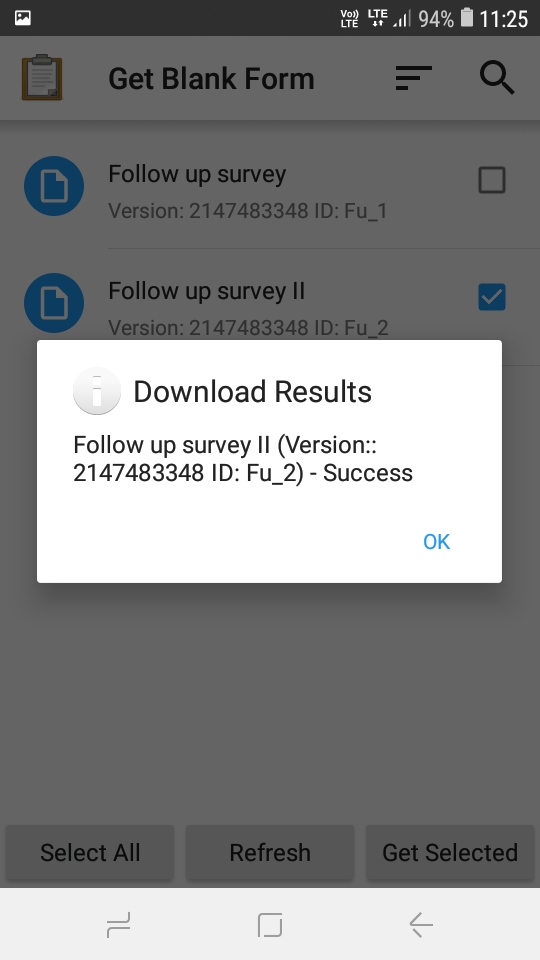 Vo)) LTE LTE 94% 11:25
Get Blank Form
Follow up survey
Version: 2147483348 ID: Fu_1
Follow up survey II
Version: 2147483348 ID: Fu_2
Download Results
Follow up survey II (Version::
2147483348 ID: Fu_2) - Success
OK
Select All
Refresh
Get Selected